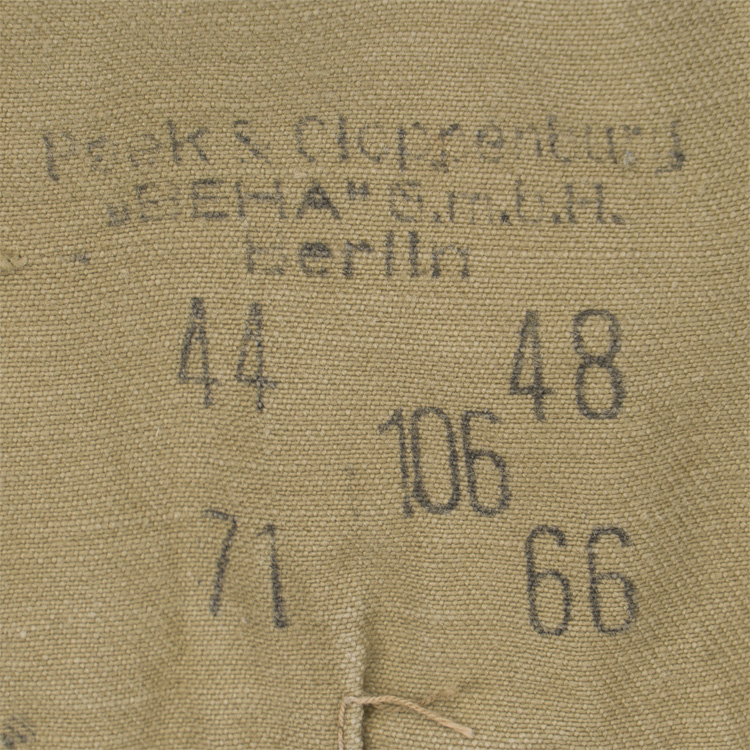 Peek & Cloppenburg
„BEHA" G.m.b.H.
Berlin
44 48
106
71 66